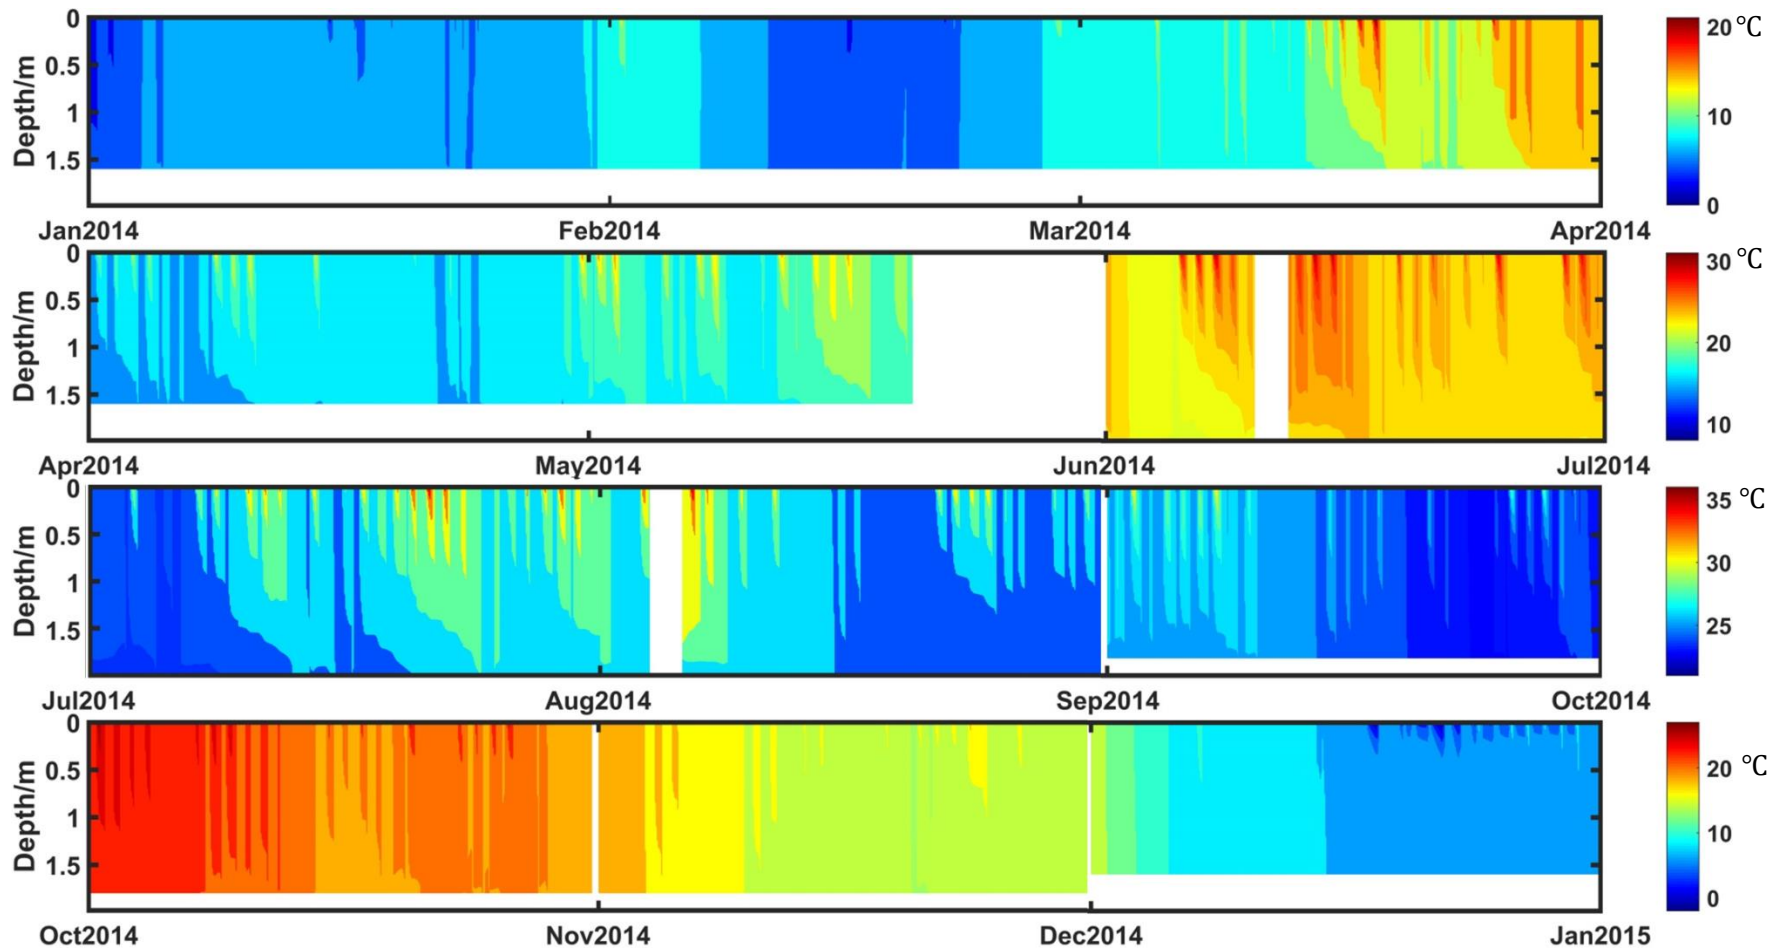 0
0.5
1
1.5
Depth/m
Jan2014 Feb2014 Mar2014 Apr2014
20 °C
10
0
0
0.5
1
1.5
Depth/m
Apr2014 May2014 Jun2014 Jul2014
30 °C
20
10
0
0.5
1
1.5
Depth/m
Jul2014 Aug2014 Sep2014 Oct2014
35 °C
30
25
0
0.5
1
1.5
Depth/m
Oct2014 Nov2014 Dec2014 Jan2015
20 °C
10
0